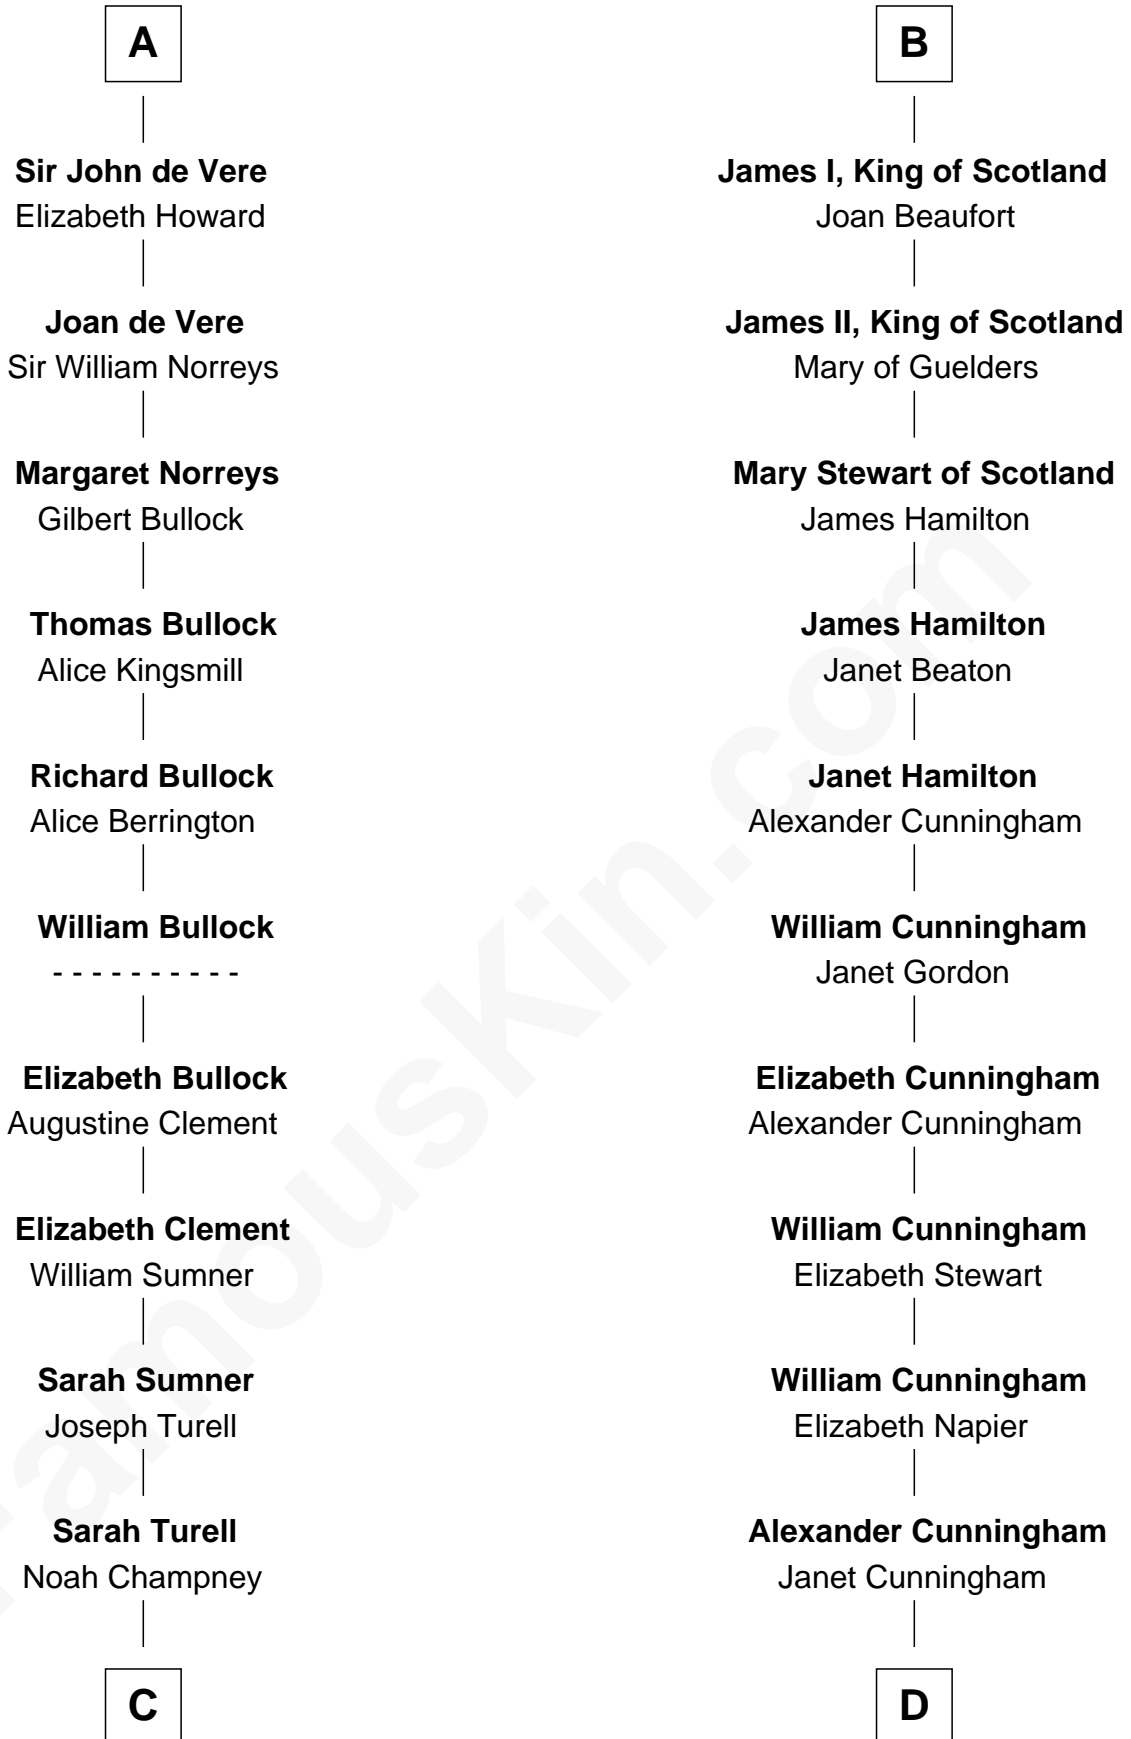 A
Sir John de Vere
Elizabeth Howard
Joan de Vere
Sir William Norreys
Margaret Norreys
Gilbert Bullock
Thomas Bullock
Alice Kingsmill
Richard Bullock
Alice Berrington
William Bullock
- - - - - - - - - -
Elizabeth Bullock
Augustine Clement
Elizabeth Clement
William Sumner
Sarah Sumner
Joseph Turell
Sarah Turell
Noah Champney
C
B
James I, King of Scotland
Joan Beaufort
James II, King of Scotland
Mary of Guelders
Mary Stewart of Scotland
James Hamilton
James Hamilton
Janet Beaton
Janet Hamilton
Alexander Cunningham
William Cunningham
Janet Gordon
Elizabeth Cunningham
Alexander Cunningham
William Cunningham
Elizabeth Stewart
William Cunningham
Elizabeth Napier
Alexander Cunningham
Janet Cunningham
D
FamousKin.com